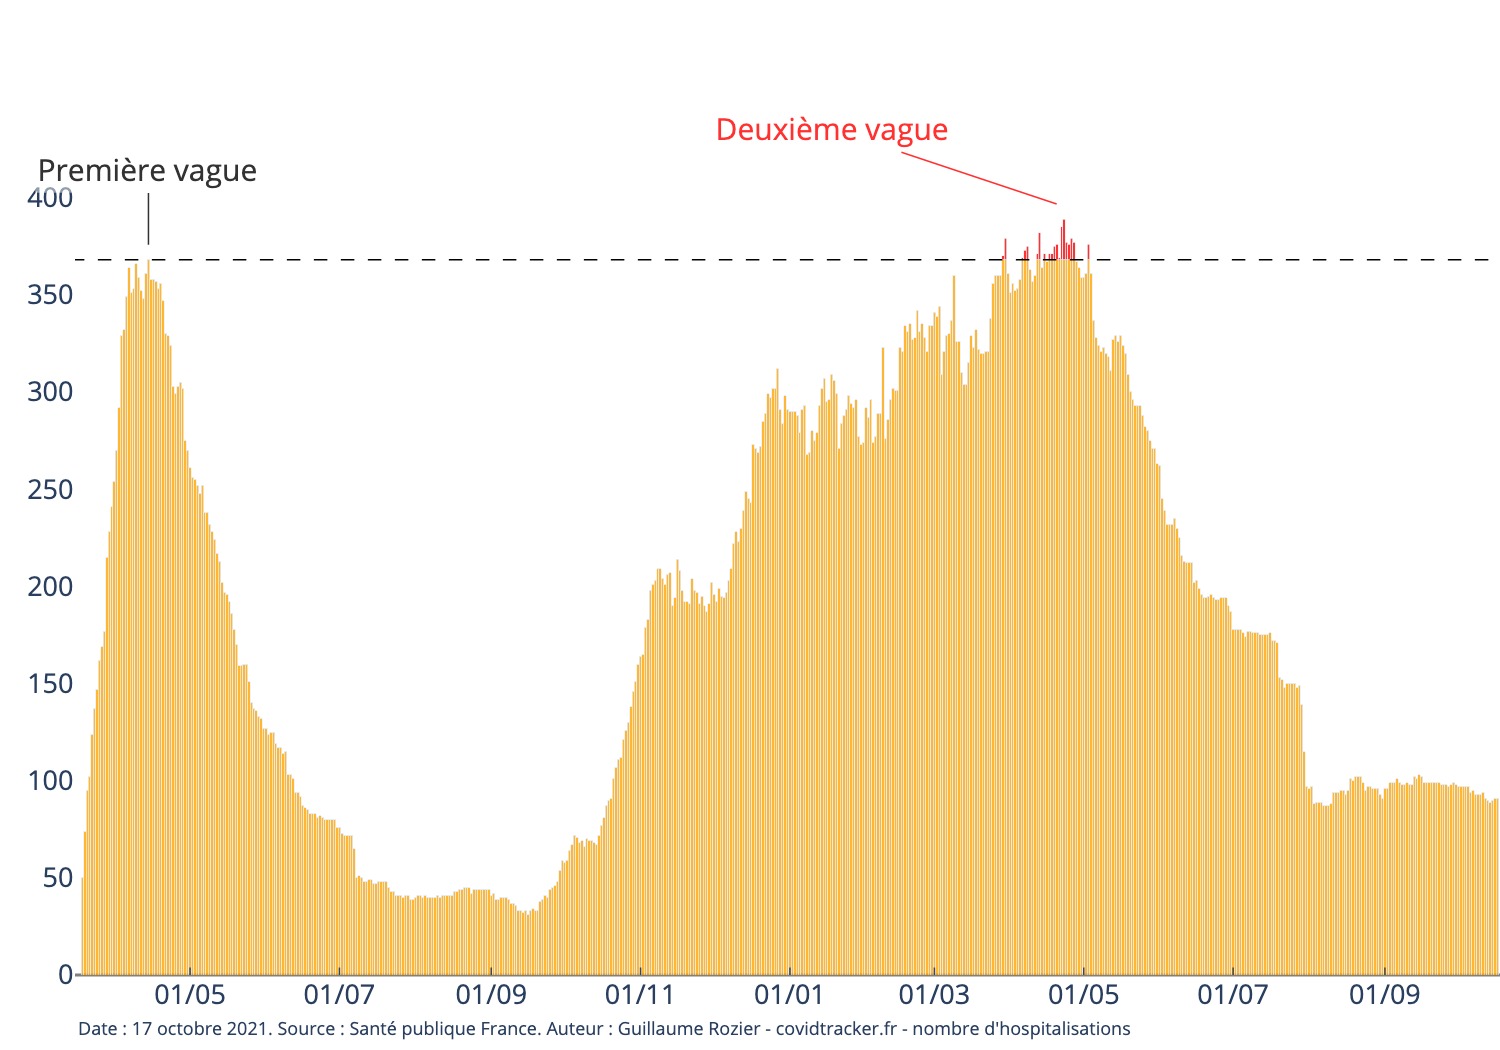 Deuxième vague
Première vague
400
350
300
250
200
150
100
50
0
01/05 01/07 01/09 01/11 01/01 01/03 01/05 01/07 01/09
Date : 17 octobre 2021. Source : Santé publique France. Auteur : Guillaume Rozier - covidtracker.fr - nombre d'hospitalisations